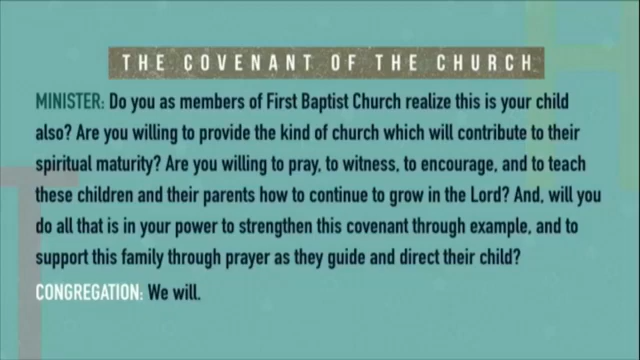 THE COVENANT OF THE CHURCH
MINISTER: Do you as members of First Baptist Church realize this is your child
also? Are you willing to provide the kind of church which will contribute to their
spiritual maturity? Are you willing to pray, to witness, to encourage, and to teach
these children and their parents how to continue to grow in the Lord? And, will you
do all that is in your power to strengthen this covenant through example, and to
support this family through prayer as they guide and direct their child?
CONGREGATION: We will.